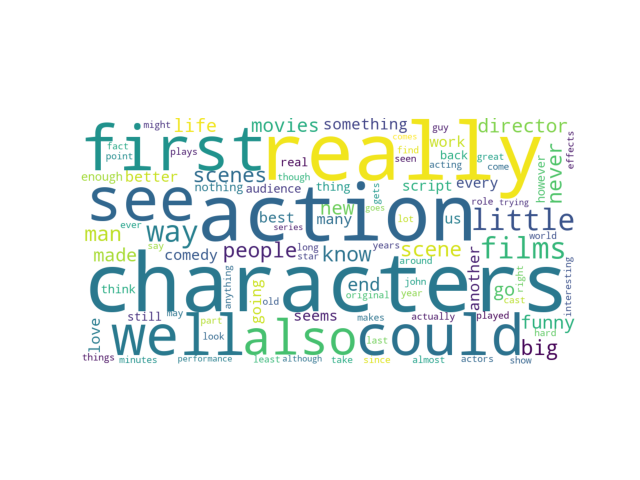 might life movies something guy director
fact point plays first really comes find seen work back acting great come never however effects
enough better scenes real though
nothing audience thing gets script every
see action best new many goes lot us role trying little world
man ever way series
say comedy people long star know years scene films
made around another
think anything going end original john year go right cast interesting
may old
still part seems makes actually played funny
love look well also last could hard big
things minutes performance least although take since almost actors show
characters